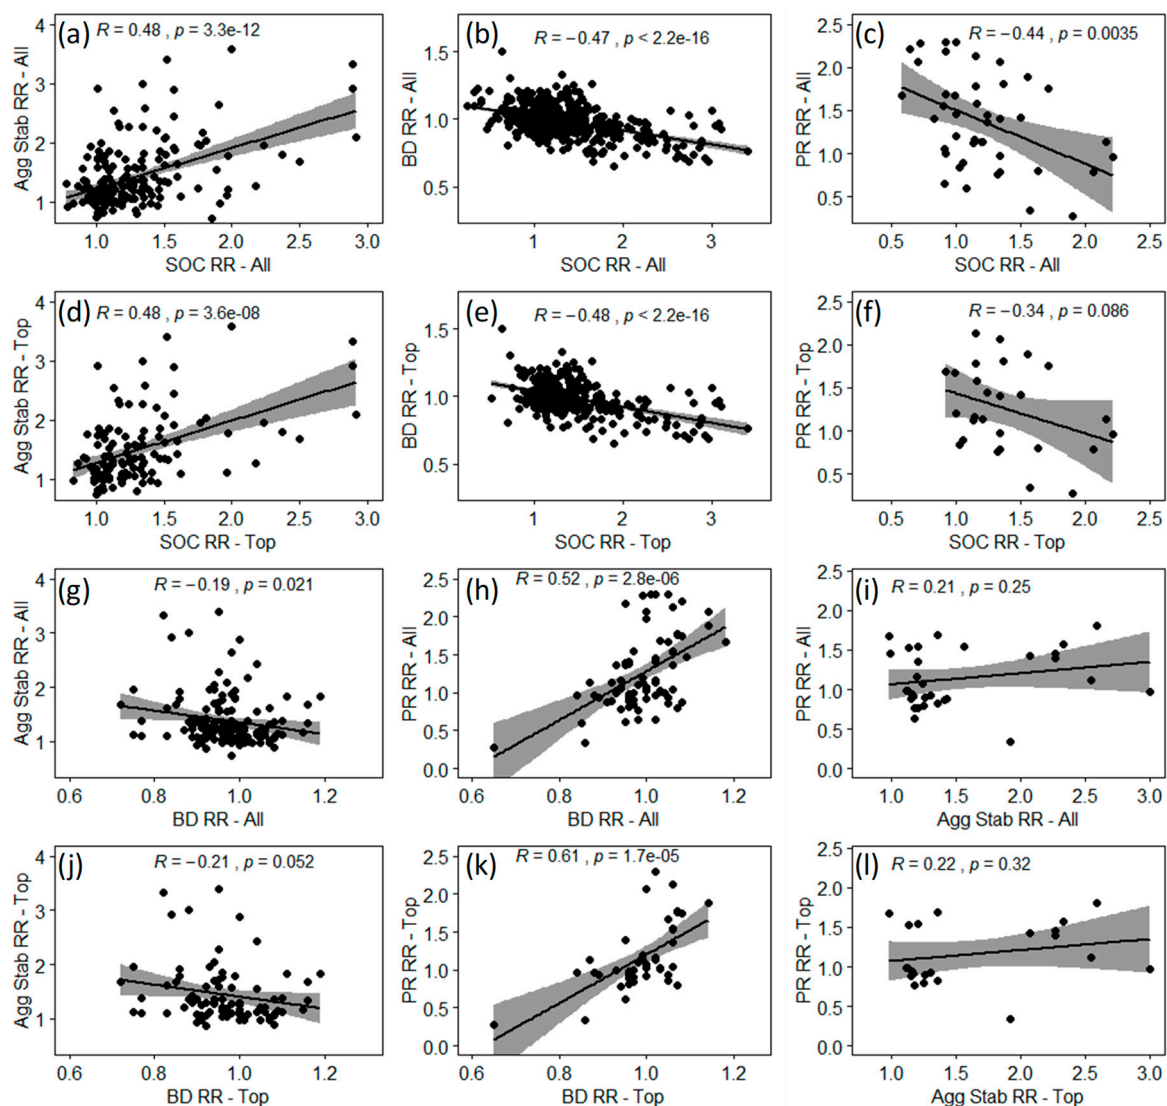 (a) R = 0.48 , p = 3.3e-12
Agg Stab RR - All
4
3
2
1
1.0 1.5 2.0 2.5 3.0
SOC RR - All
(b) R = −0.47 , p < 2.2e-16
BD RR - All
1.5
1.0
0.5
1 2 3
SOC RR - All
(c) R = −0.44 , p = 0.0035
PR RR - All
2.5
2.0
1.5
1.0
0.5
0.0
0.5 1.0 1.5 2.0 2.5
SOC RR - All
(d) R = 0.48 , p = 3.6e-08
Agg Stab RR - Top
4
3
2
1
1.0 1.5 2.0 2.5 3.0
SOC RR - Top
(e) R = −0.48 , p < 2.2e-16
BD RR - Top
1.5
1.0
0.5
1 2 3
SOC RR - Top
(f) R = −0.34 , p = 0.086
PR RR - Top
2.5
2.0
1.5
1.0
0.5
0.0
0.5 1.0 1.5 2.0 2.5
SOC RR - Top
(g) R = −0.19 , p = 0.021
Agg Stab RR - All
4
3
2
1
0.6 0.8 1.0 1.2
BD RR - All
(h) R = 0.52 , p = 2.8e-06
PR RR - All
2.5
2.0
1.5
1.0
0.5
0.0
0.6 0.8 1.0 1.2
BD RR - All
(i) R = 0.21 , p = 0.25
PR RR - All
2.5
2.0
1.5
1.0
0.5
0.0
1.0 1.5 2.0 2.5 3.0
Agg Stab RR - All
(j) R = −0.21 , p = 0.052
Agg Stab RR - Top
4
3
2
1
0.6 0.8 1.0 1.2
BD RR - Top
(k) R = 0.61 , p = 1.7e-05
PR RR - Top
2.5
2.0
1.5
1.0
0.5
0.0
0.6 0.8 1.0 1.2
BD RR - Top
(l) R = 0.22 , p = 0.32
PR RR - Top
2.5
2.0
1.5
1.0
0.5
0.0
1.0 1.5 2.0 2.5 3.0
Agg Stab RR - Top